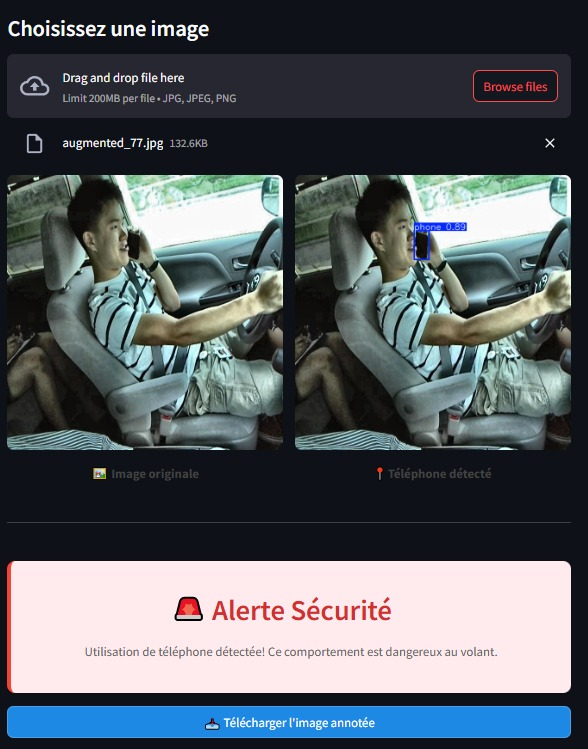 Choisissez une image
Drag and drop file here
Limit 200MB per file • JPG, JPEG, PNG
Browse files
augmented_77.jpg 132.6KB
phone 0.89
Image originale
Téléphone détecté
Alerte Sécurité
Utilisation de téléphone détectée! Ce comportement est dangereux au volant.
Télécharger l'image annotée